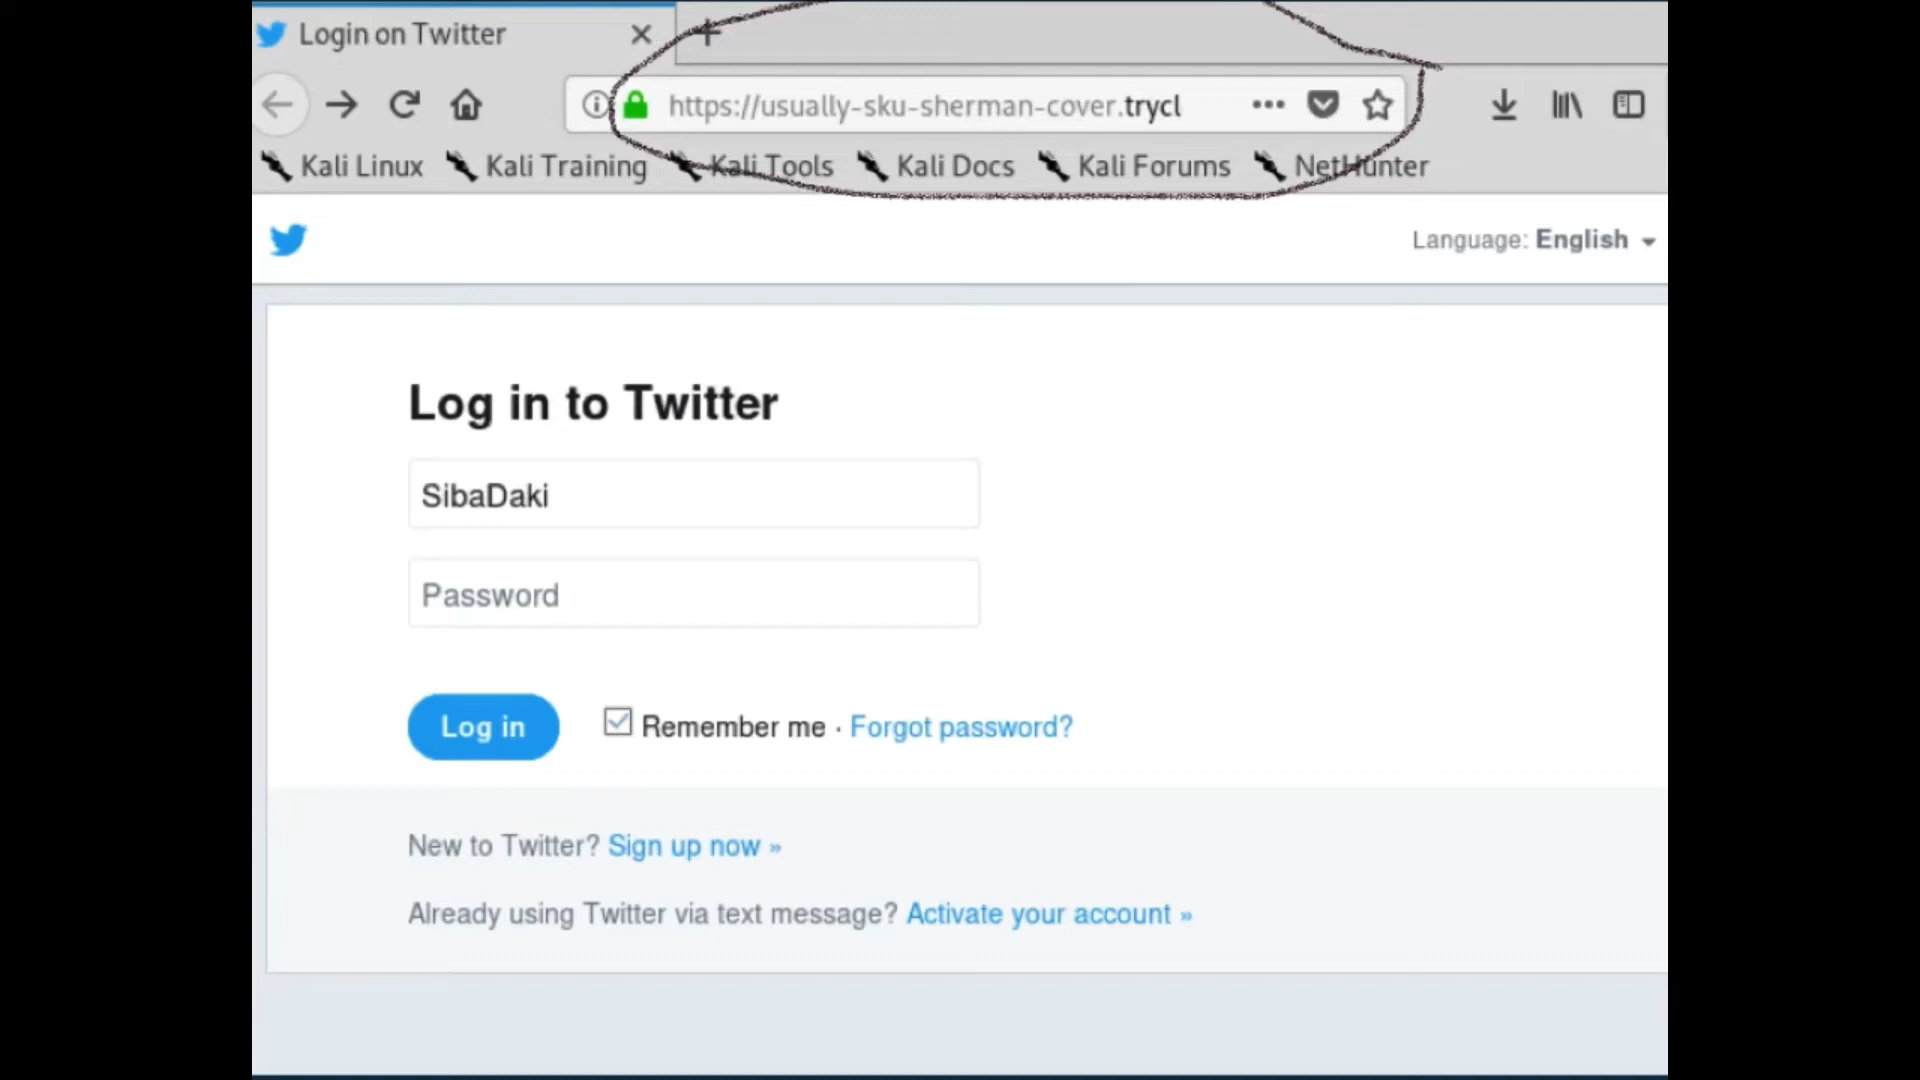 Login on Twitter
https://usually-sku-sherman-cover.trycl
Kali Linux Kali Training Kali Tools Kali Docs Kali Forums NetHunter
Language: English
Log in to Twitter
SibaDaki
Password
Log in Remember me · Forgot password?
New to Twitter? Sign up now »
Already using Twitter via text message? Activate your account »